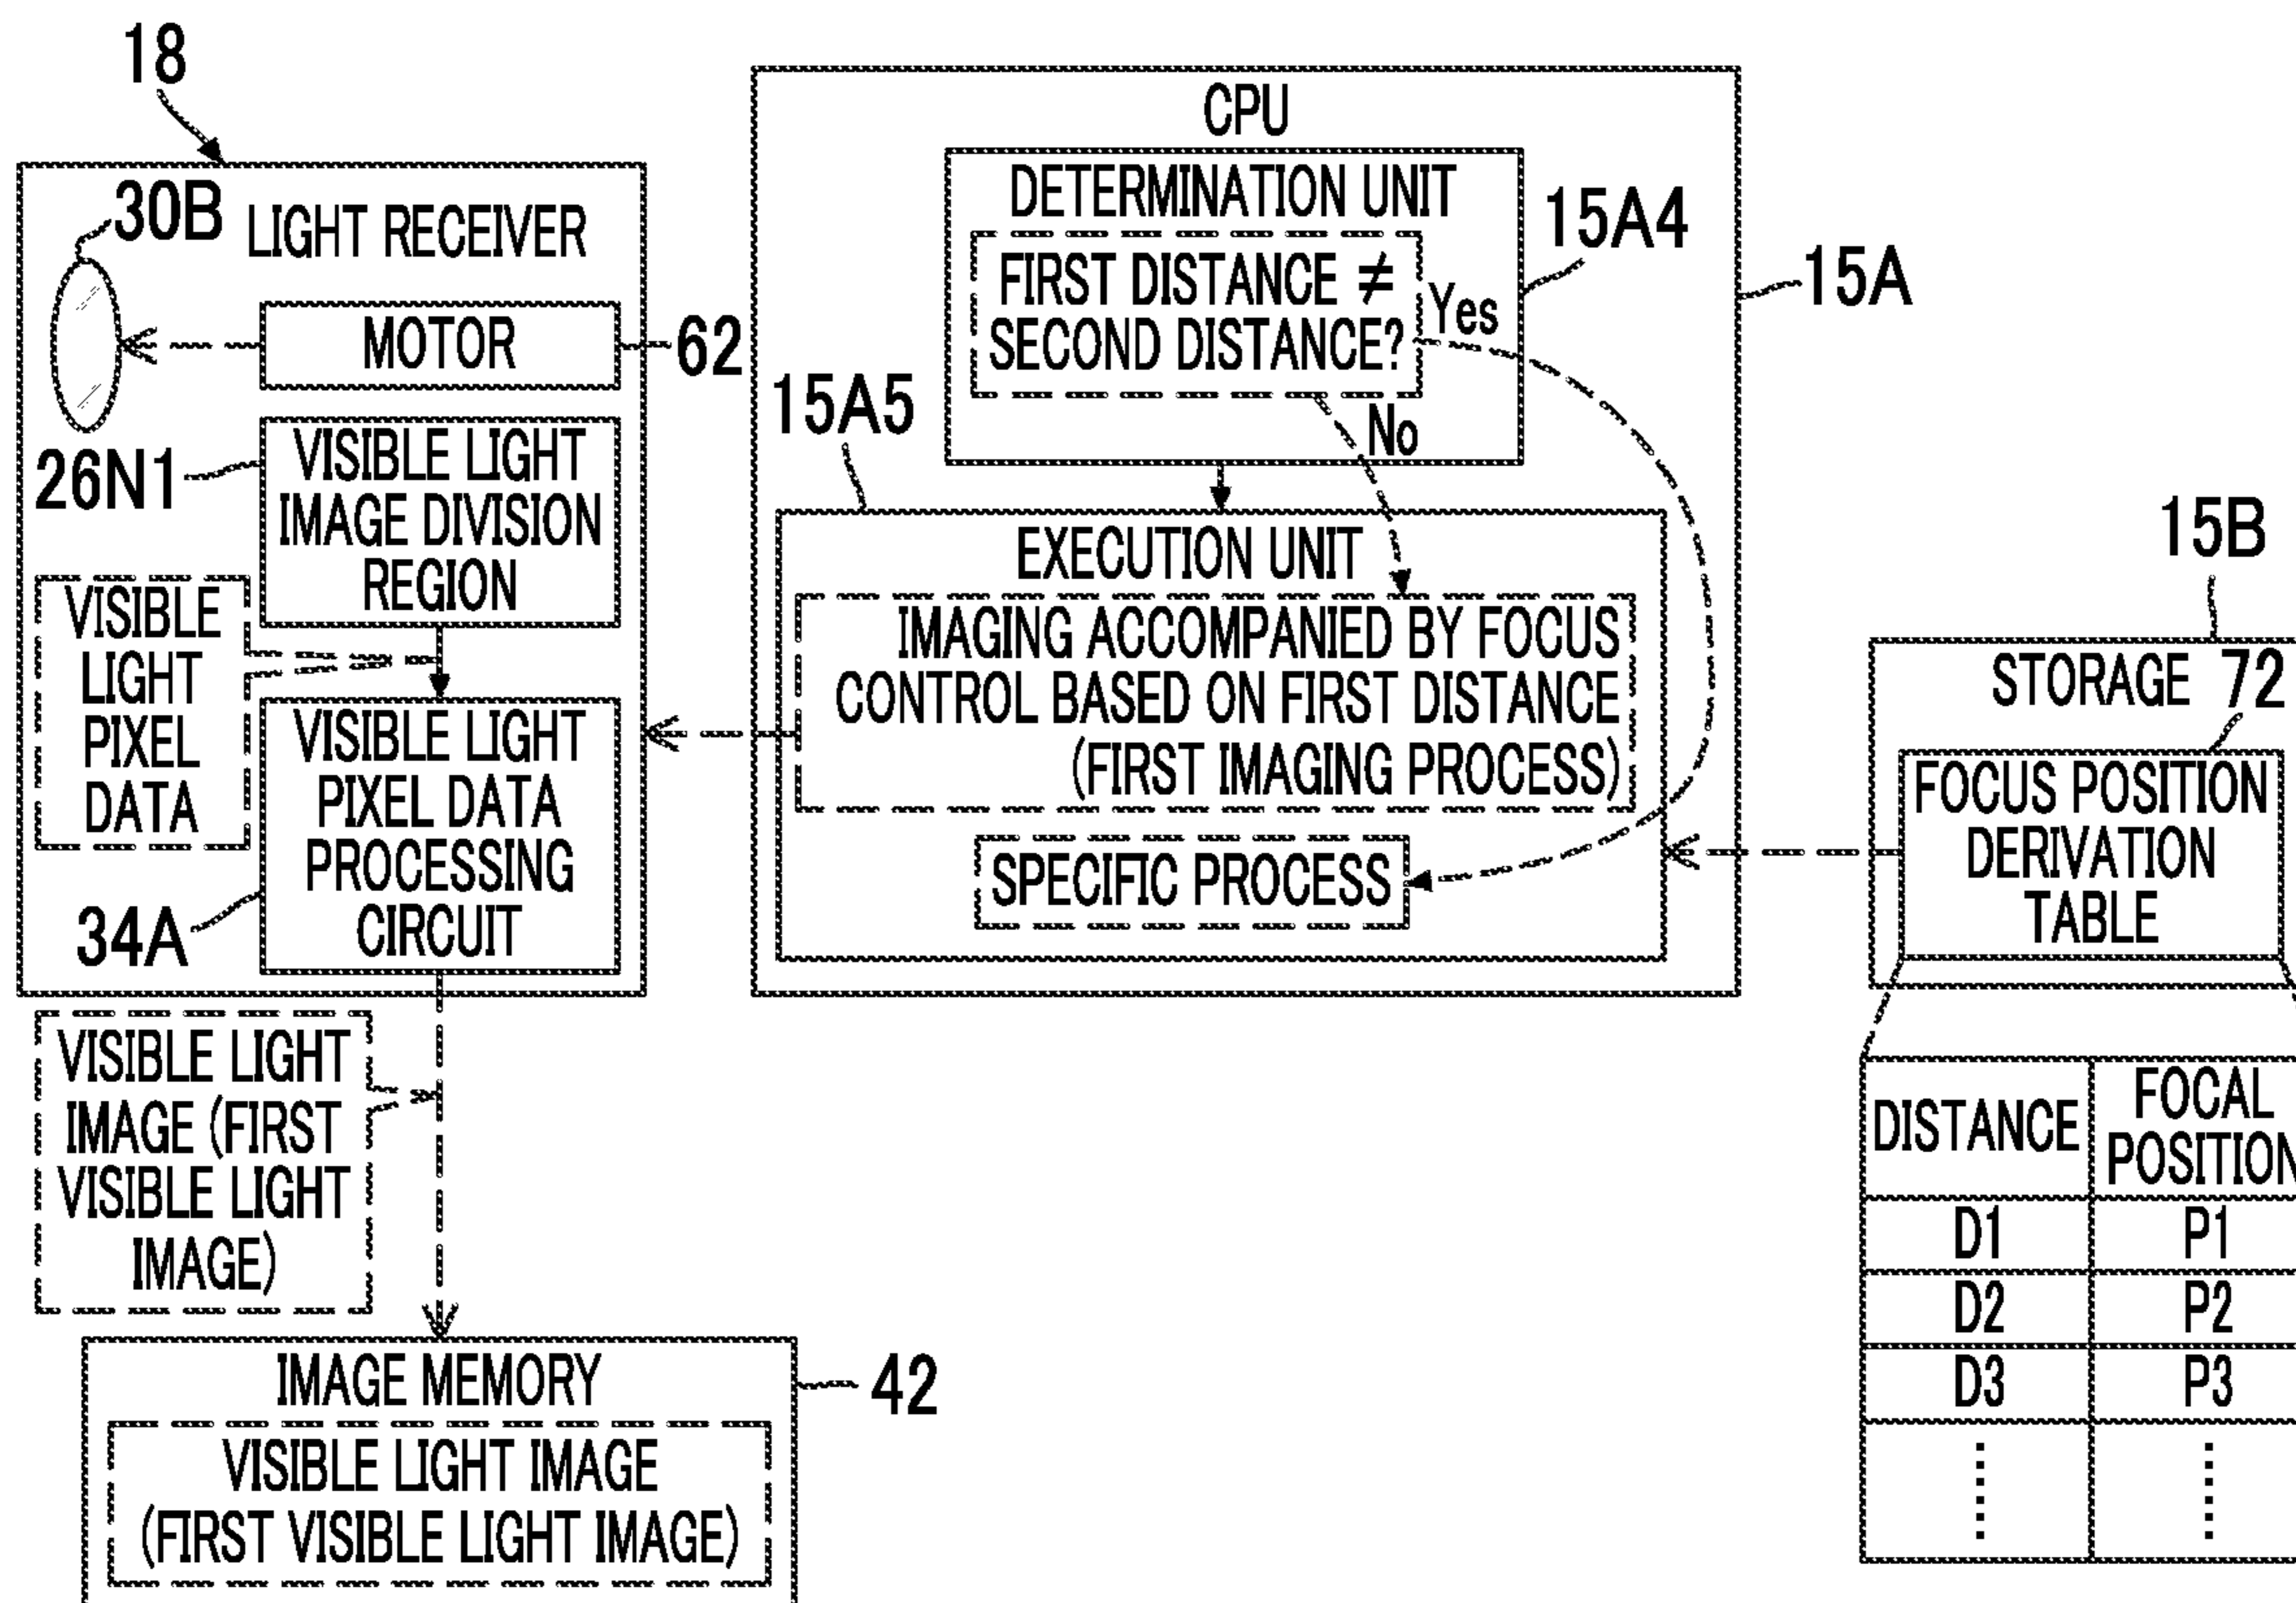 18
30B
LIGHT RECEIVER
MOTOR
62
26N1
VISIBLE LIGHT
IMAGE DIVISION
REGION
VISIBLE
LIGHT
PIXEL
DATA
VISIBLE LIGHT
PIXEL DATA
PROCESSING
CIRCUIT
34A
VISIBLE LIGHT
IMAGE (FIRST
VISIBLE LIGHT
IMAGE)
IMAGE MEMORY
42
VISIBLE LIGHT IMAGE
(FIRST VISIBLE LIGHT IMAGE)
CPU
15A
DETERMINATION UNIT
15A4
FIRST DISTANCE ≠
SECOND DISTANCE?
Yes
No
15A5
EXECUTION UNIT
IMAGING ACCOMPANIED BY FOCUS
CONTROL BASED ON FIRST DISTANCE
(FIRST IMAGING PROCESS)
SPECIFIC PROCESS
15B
STORAGE 72
FOCUS POSITION
DERIVATION
TABLE
DISTANCE
FOCAL
POSITION
D1 P1
D2 P2
D3 P3